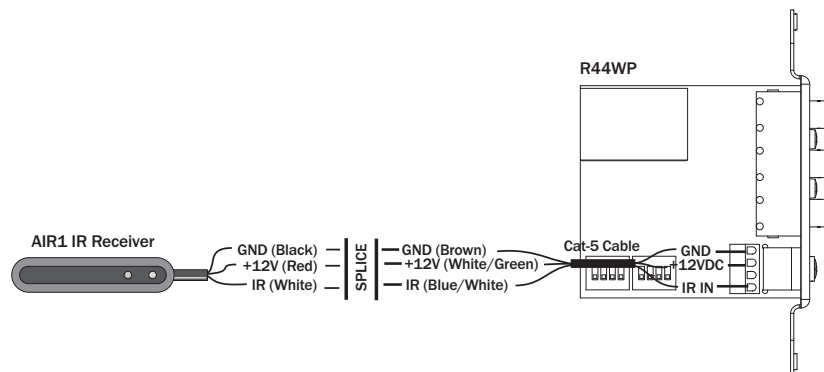 R44WP
AIR1 IR Receiver
GND (Black)
+12V (Red)
IR (White)
SPLICE
GND (Brown)
+12V (White/Green)
IR (Blue/White)
Cat-5 Cable
GND
+12VDC
IR IN